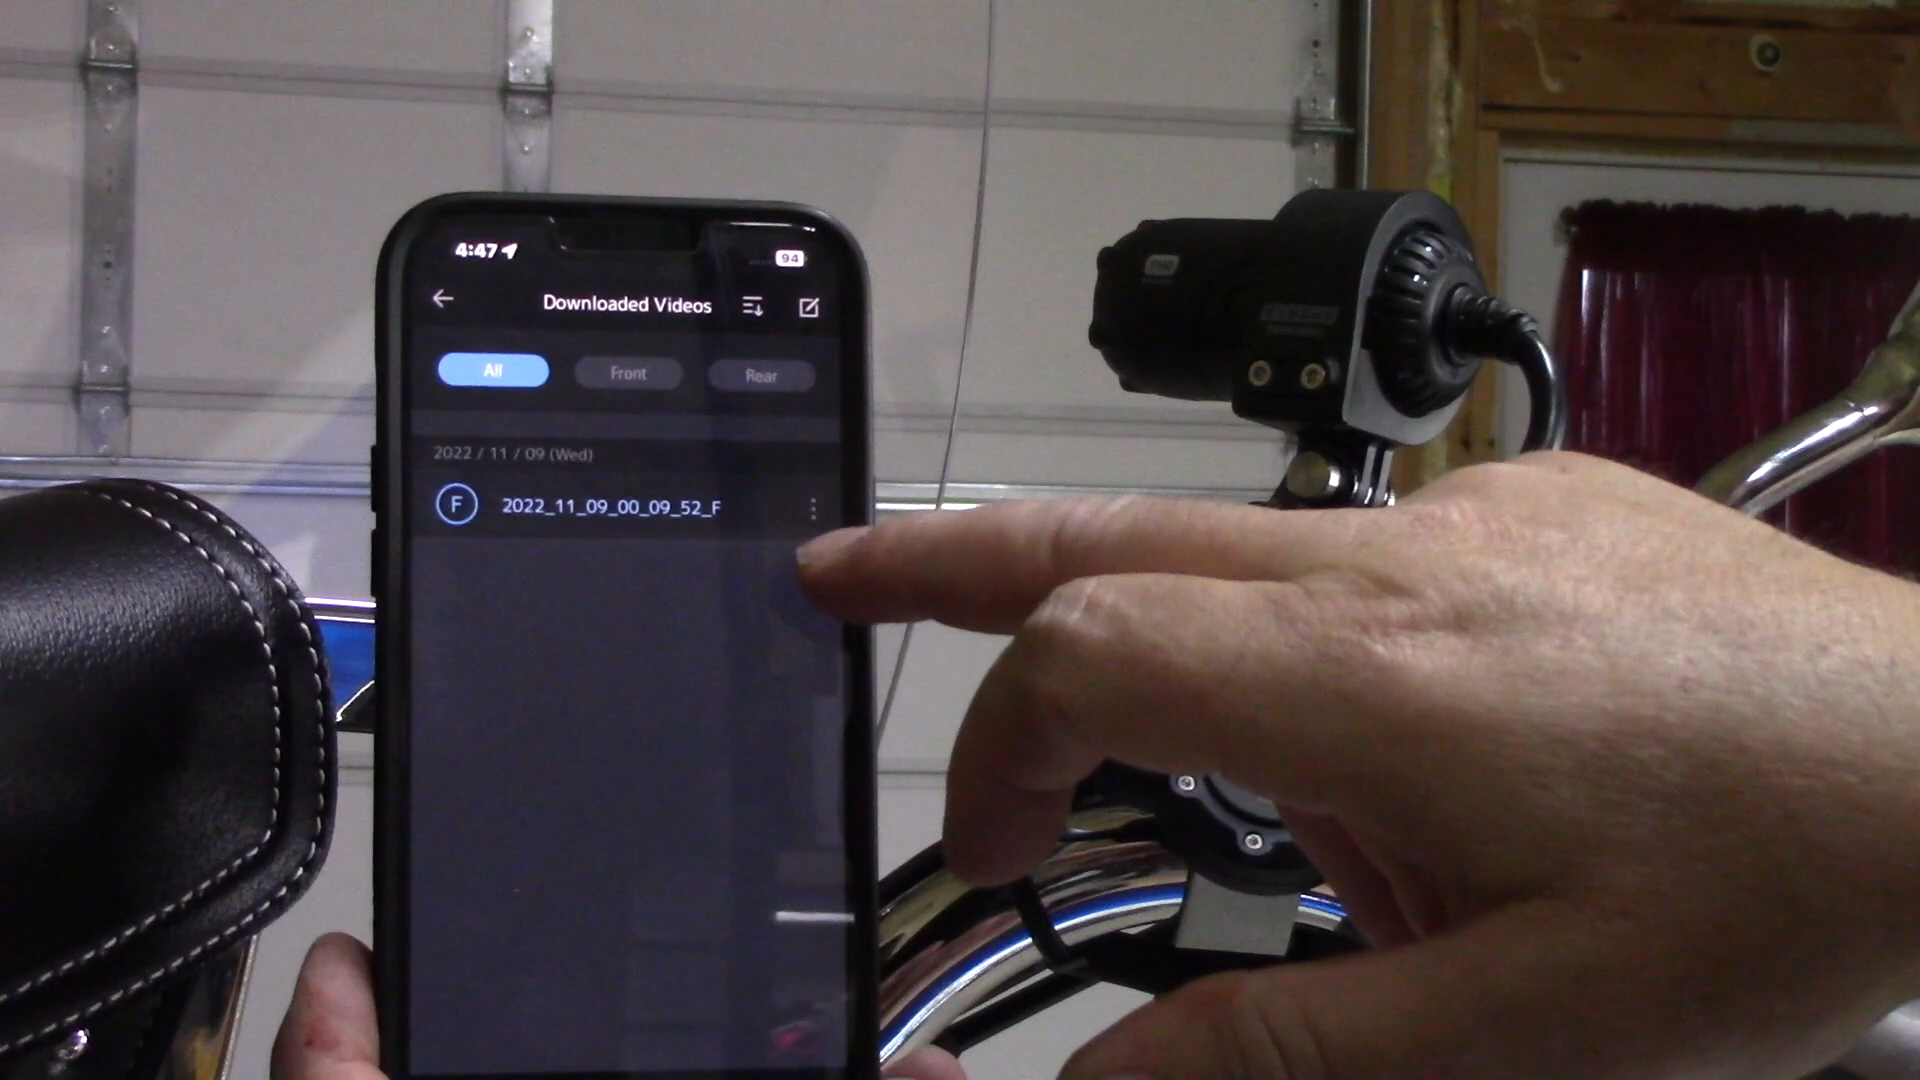 4:47
94
Downloaded Videos
All Front Rear
2022 / 11 / 09 (Wed)
F 2022_11_09_00_09_52_F